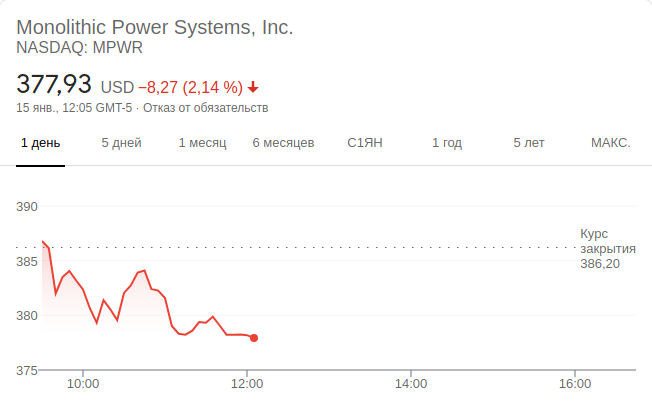 Monolithic Power Systems, Inc.
NASDAQ: MPWR
377,93 USD −8,27 (2,14 %)
15 янв., 12:05 GMT-5 · Отказ от обязательств
1 день 5 дней 1 месяц 6 месяцев С1ЯН 1 год 5 лет МАКС.
390
Курс
закрытия
386,20
385
380
375
10:00 12:00 14:00 16:00